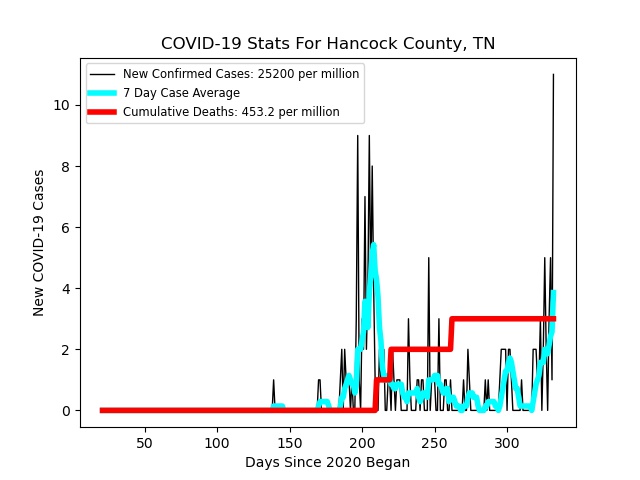 COVID-19 Stats For Hancock County, TN
New Confirmed Cases: 25200 per million
7 Day Case Average
Cumulative Deaths: 453.2 per million
New COVID-19 Cases
10
8
6
4
2
0
50 100 150 200 250 300
Days Since 2020 Began